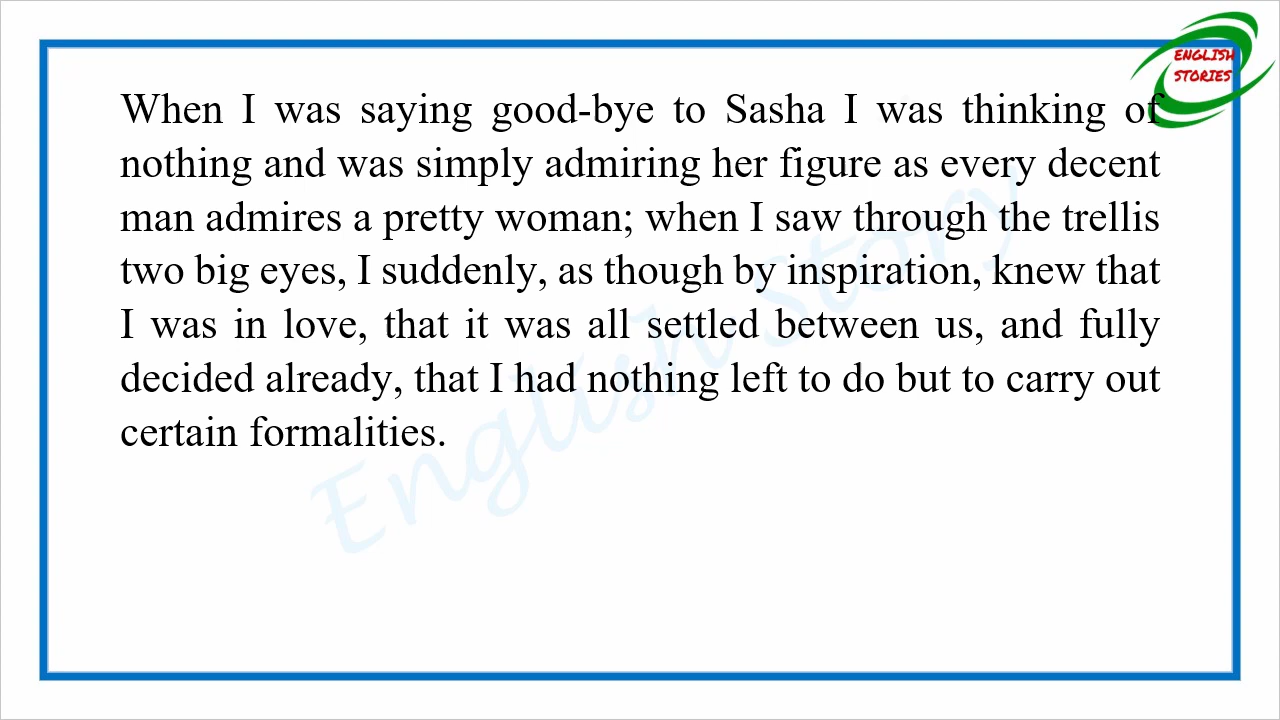 ENGLISH
STORIES
When I was saying good-bye to Sasha I was thinking of
nothing and was simply admiring her figure as every decent
man admires a pretty woman; when I saw through the trellis
two big eyes, I suddenly, as though by inspiration, knew that
I was in love, that it was all settled between us, and fully
decided already, that I had nothing left to do but to carry out
certain formalities.
English Story